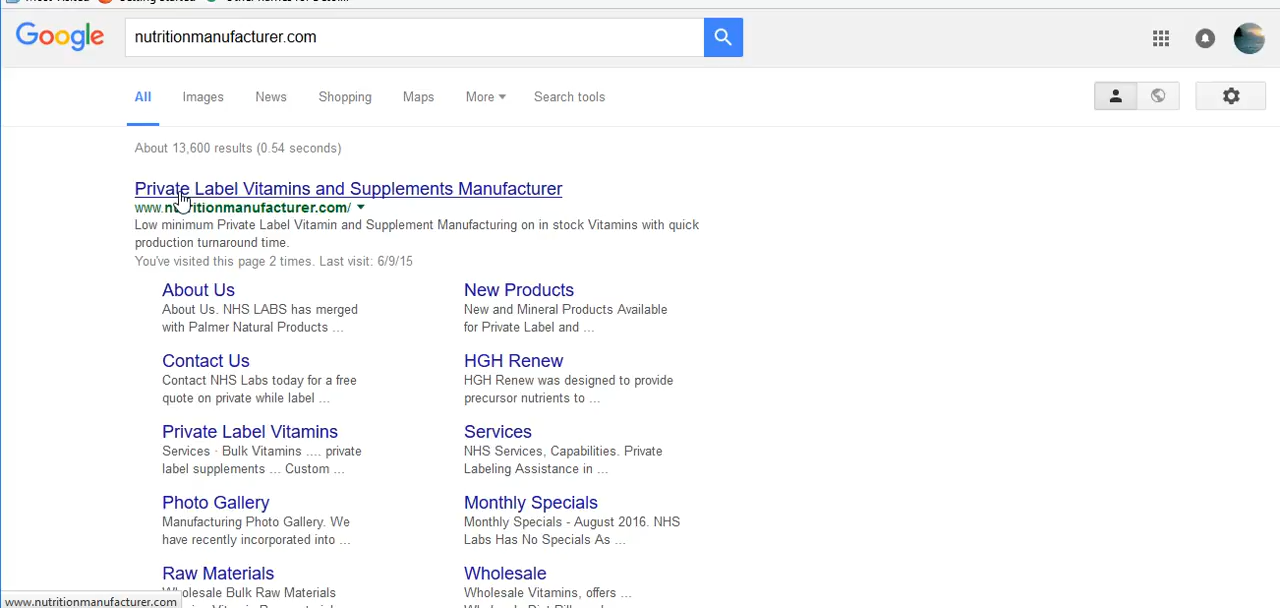 Google
nutritionmanufacturer.com
All Images News Shopping Maps More Search tools
About 13,600 results (0.54 seconds)
Private Label Vitamins and Supplements Manufacturer
www.nutritionmanufacturer.com/
Low minimum Private Label Vitamin and Supplement Manufacturing on in stock Vitamins with quick
production turnaround time.
You've visited this page 2 times. Last visit: 6/9/15
About Us
About Us. NHS LABS has merged
with Palmer Natural Products ...
New Products
New and Mineral Products Available
for Private Label and ...
Contact Us
Contact NHS Labs today for a free
quote on private while label ...
HGH Renew
HGH Renew was designed to provide
precursor nutrients to ...
Private Label Vitamins
Services · Bulk Vitamins .... private
label supplements ... Custom ...
Services
NHS Services, Capabilities. Private
Labeling Assistance in ...
Photo Gallery
Manufacturing Photo Gallery. We
have recently incorporated into ...
Monthly Specials
Monthly Specials - August 2016. NHS
Labs Has No Specials As ...
Raw Materials
Wholesale Bulk Raw Materials
Wholesale
Wholesale Vitamins, offers ...
www.nutritionmanufacturer.com